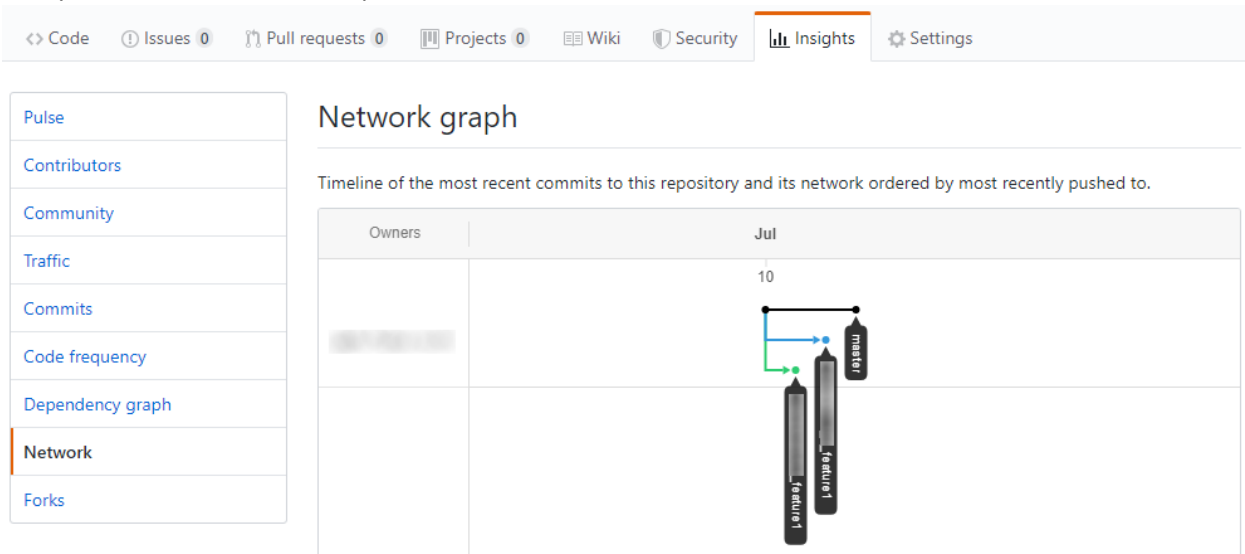 Code Issues 0 Pull requests 0 Projects 0 Wiki Security Insights Settings
Pulse
Contributors
Community
Traffic
Commits
Code frequency
Dependency graph
Network
Forks
Network graph
Timeline of the most recent commits to this repository and its network ordered by most recently pushed to.
Owners
Jul
10
master
_feature1
_feature1